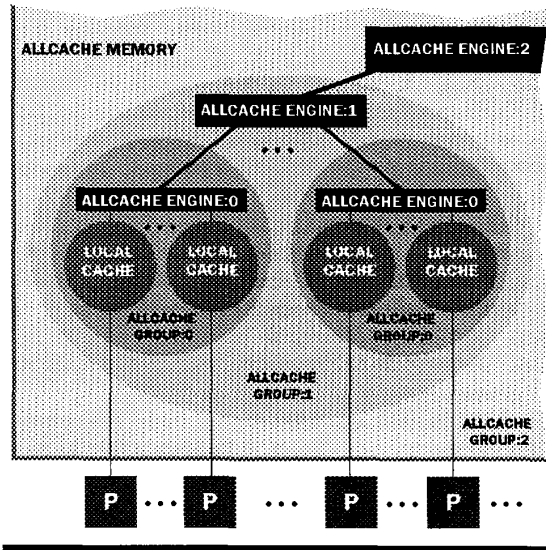 ALLCACHE MEMORY
ALLCACHE ENGINE:2
ALLCACHE ENGINE:1
• • •
ALLCACHE ENGINE:0
ALLCACHE ENGINE:0
• • •
• • •
LOCAL
CACHE
LOCAL
CACHE
LOCAL
CACHE
LOCAL
CACHE
ALLCACHE
GROUP:0
ALLCACHE
GROUP:0
ALLCACHE
GROUP:1
ALLCACHE
GROUP:2
P • • • P • • • P • • • P • • •